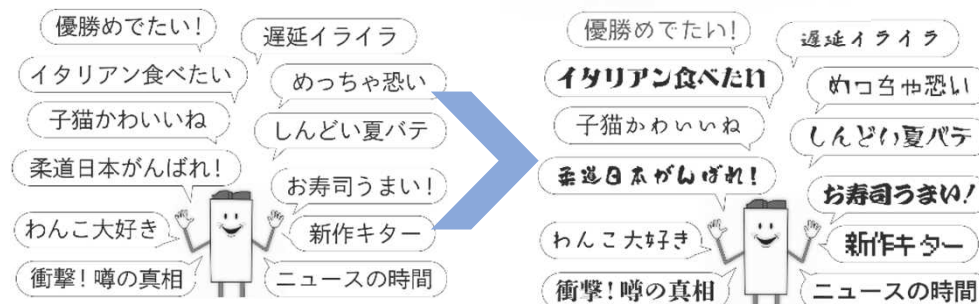 優勝めでたい!
遅延イライラ
イタリアン食べたい
めっちゃ恐い
子猫かわいいね
しんどい夏バテ
柔道日本がんばれ!
お寿司うまい!
わんこ大好き
新作キター
衝撃!噂の真相
ニュースの時間
優勝めでたい!
遅延イライラ
イタリアン食べたい
めっちゃ恐い
子猫かわいいね
しんどい夏バテ
柔道日本がんばれ!
お寿司うまい!
わんこ大好き
新作キター
衝撃!噂の真相
ニュースの時間